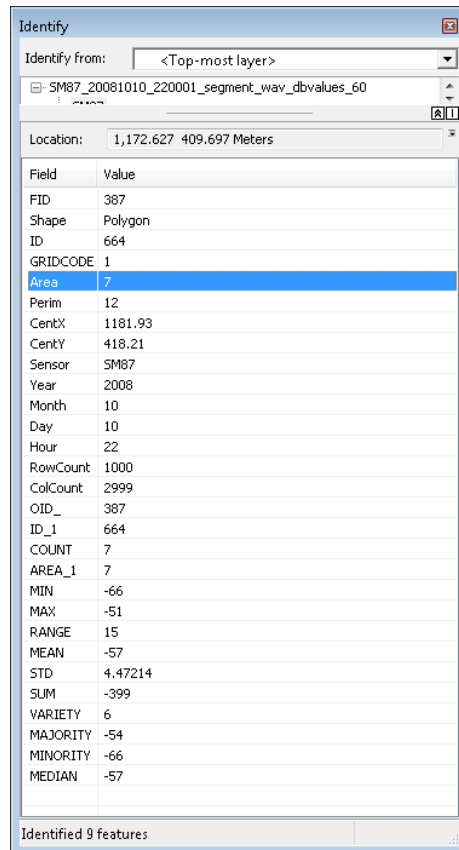 Identify
Identify from: <Top-most layer>
SM87_20081010_220001_segment_wav_dbvalues_60
Location: 1,172.627 409.697 Meters
Field Value
FID 387
Shape Polygon
ID 664
GRIDCODE 1
Area 7
Perim 12
CentX 1181.93
CentY 418.21
Sensor SM87
Year 2008
Month 10
Day 10
Hour 22
RowCount 1000
ColCount 2999
OID_ 387
ID_1 664
COUNT 7
AREA_1 7
MIN -66
MAX -51
RANGE 15
MEAN -57
STD 4.47214
SUM -399
VARIETY 6
MAJORITY -54
MINORITY -66
MEDIAN -57
Identified 9 features